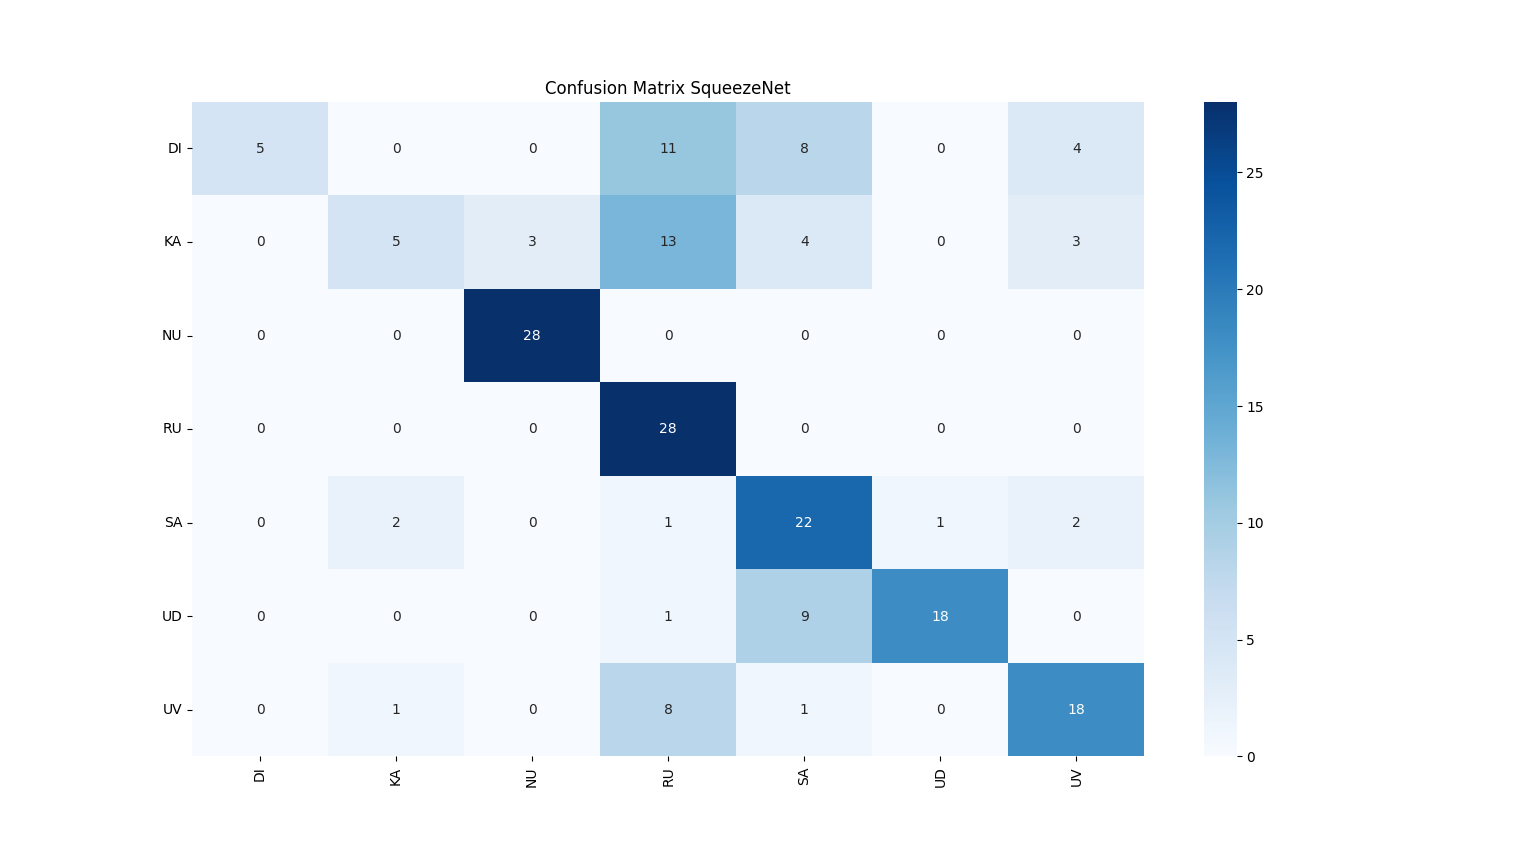 Confusion Matrix SqueezeNet
DI 5 0 0 11 8 0 4
KA 0 5 3 13 4 0 3
NU 0 0 28 0 0 0 0
RU 0 0 0 28 0 0 0
SA 0 2 0 1 22 1 2
UD 0 0 0 1 9 18 0
UV 0 1 0 8 1 0 18
DI KA NU RU SA UD UV
25
20
15
10
5
0